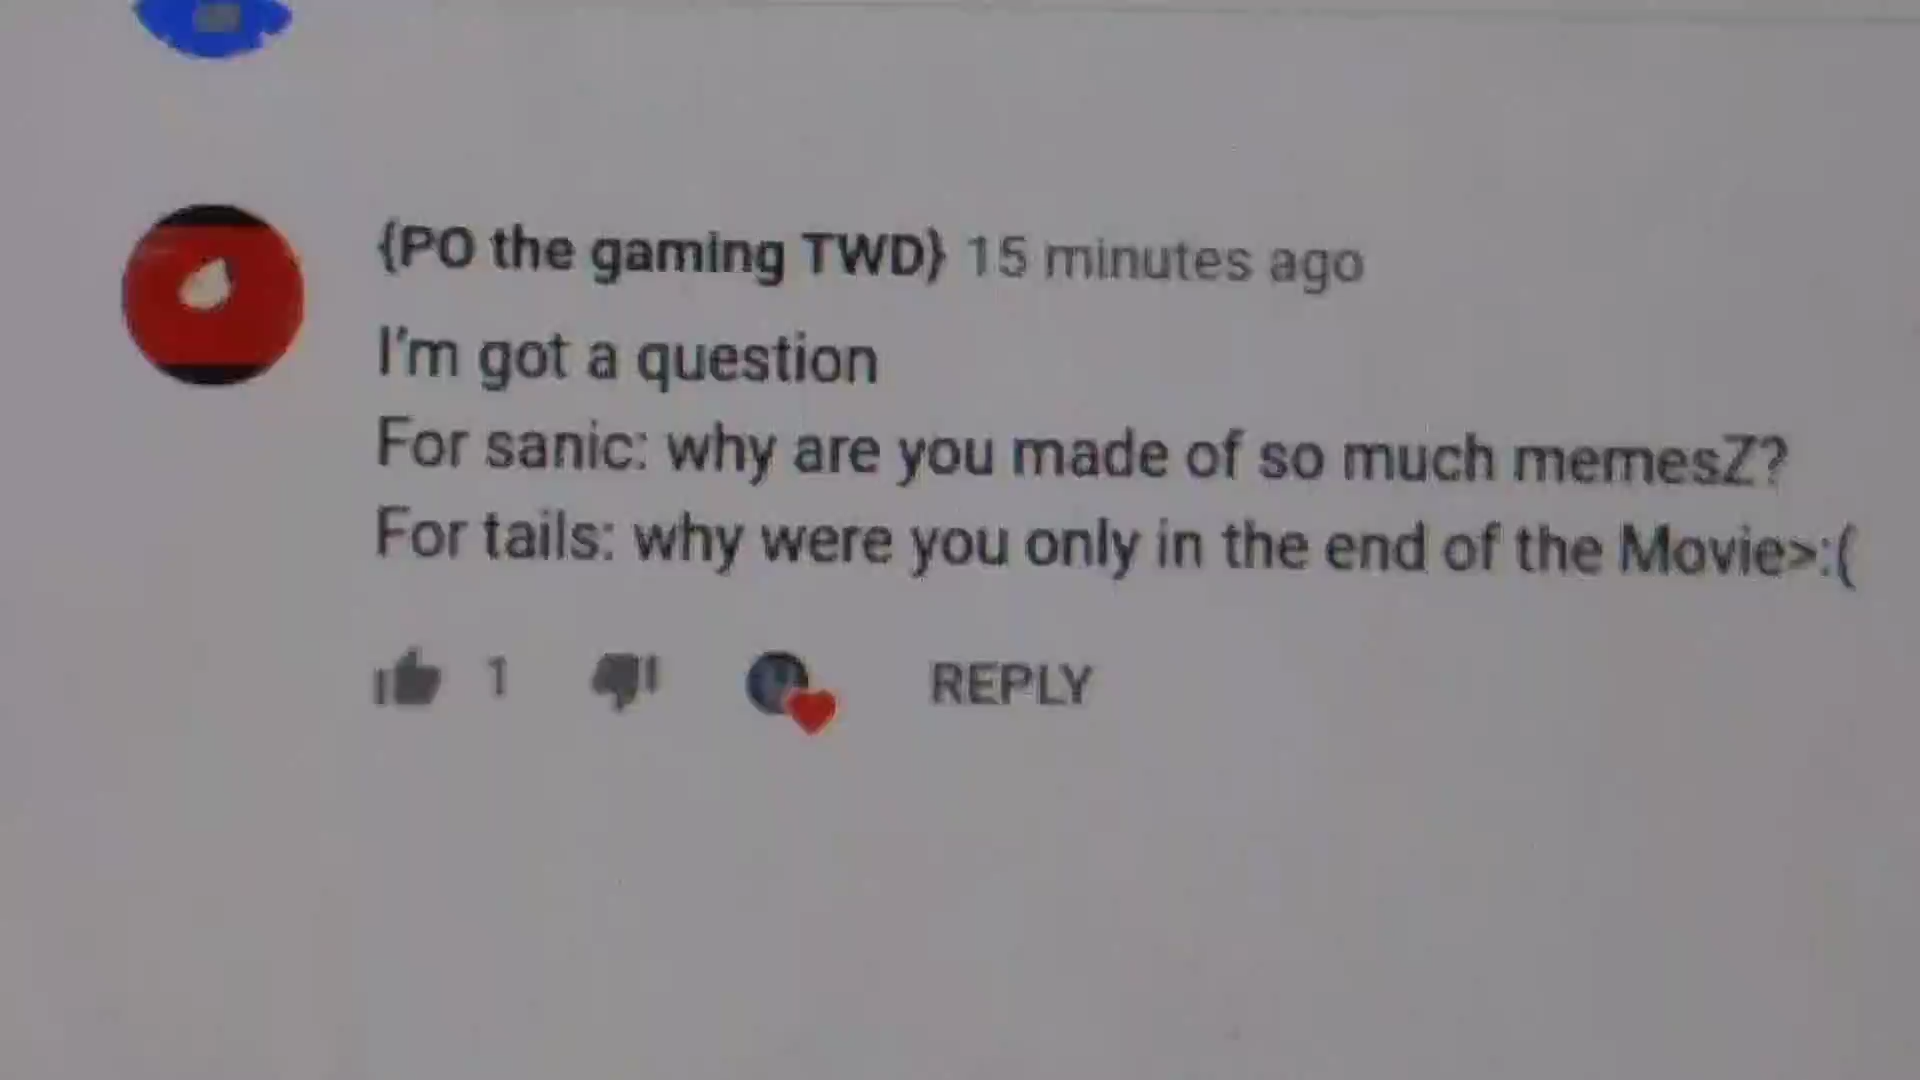 {PO the gaming TWD} 15 minutes ago
I'm got a question
For sanic: why are you made of so much memesZ?
For tails: why were you only in the end of the Movie>:(
1
REPLY